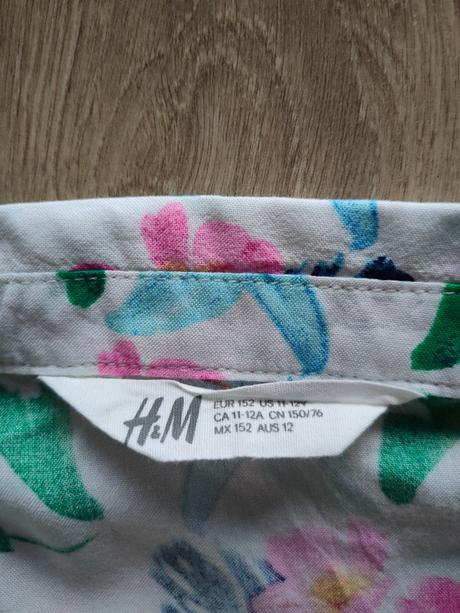 H&M
EUR 152 US 11-12Y
CA 11-12A CN 150/76
MX 152 AUS 12